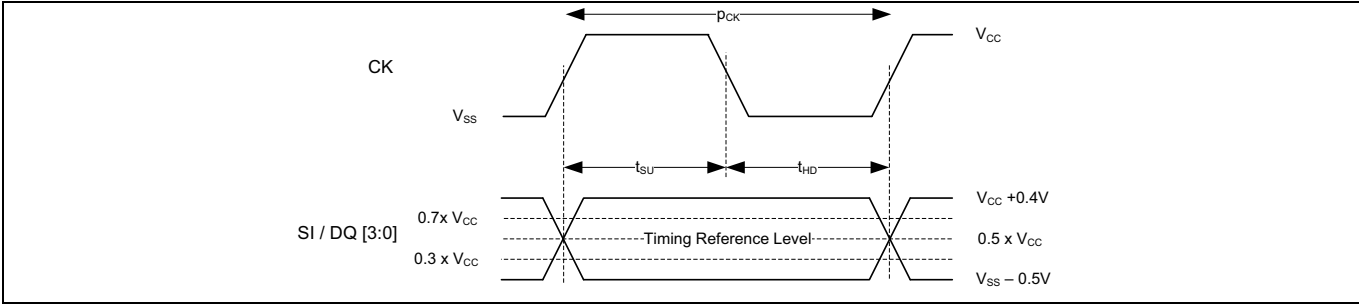 pCK
CK
VCC
VSS
tSU
tHD
SI / DQ [3:0]
0.7x VCC
0.3 x VCC
Timing Reference Level
VCC +0.4V
0.5 x VCC
VSS – 0.5V